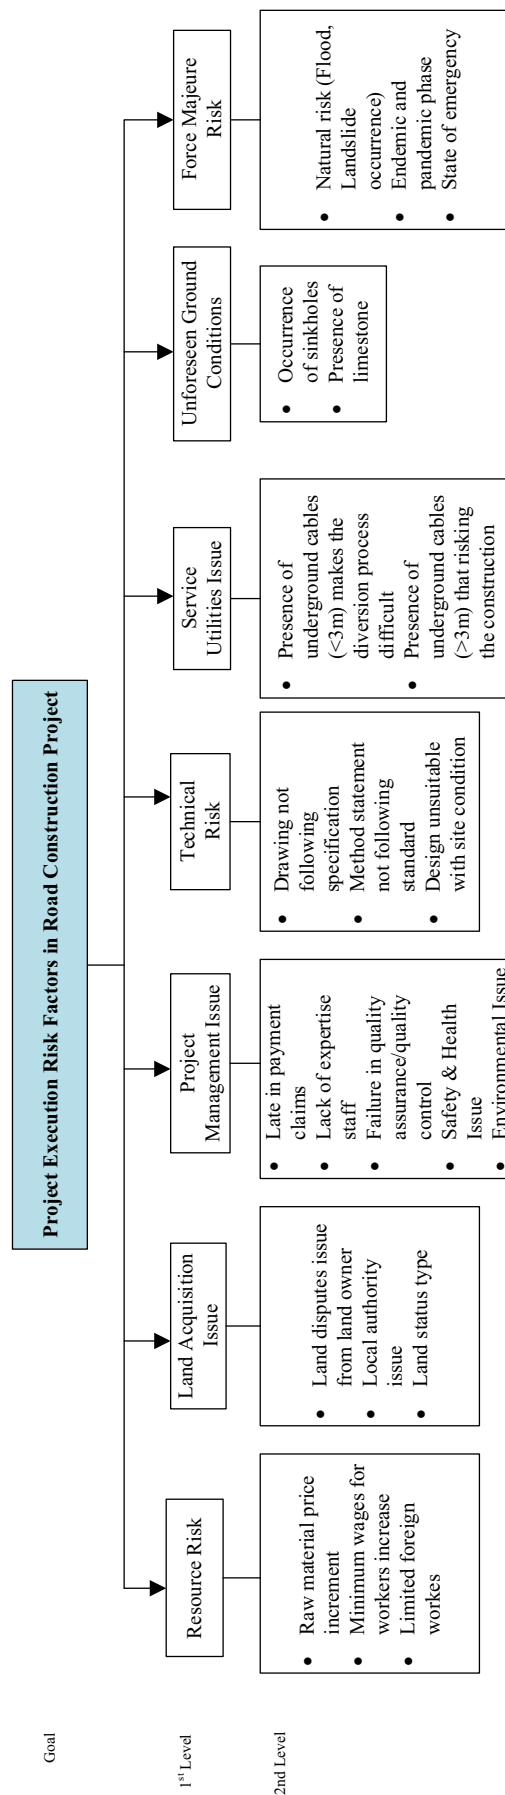 Goal
Project Execution Risk Factors in Road Construction Project
1st Level
Resource Risk
Land Acquisition
Issue
Project
Management Issue
Technical
Risk
Service
Utilities Issue
Unforeseen Ground
Conditions
Force Majeure
Risk
2nd Level
• Raw material price
increment
• Minimum wages for
workers increase
• Limited foreign
workes
• Land disputes issue
from land owner
• Local authority
issue
• Land status type
• Late in payment
claims
• Lack of expertise
staff
• Failure in quality
assurance/quality
control
• Safety & Health
Issue
• Environmental Issue
• Drawing not
following
specification
• Method statement
not following
standard
• Design unsuitable
with site condition
• Presence of
underground cables
(<3m) makes the
diversion process
difficult
• Presence of
underground cables
(>3m) that risking
the construction
• Occurrence
of sinkholes
• Presence of
limestone
• Natural risk (Flood,
Landslide
occurrence)
• Endemic and
pandemic phase
• State of emergency